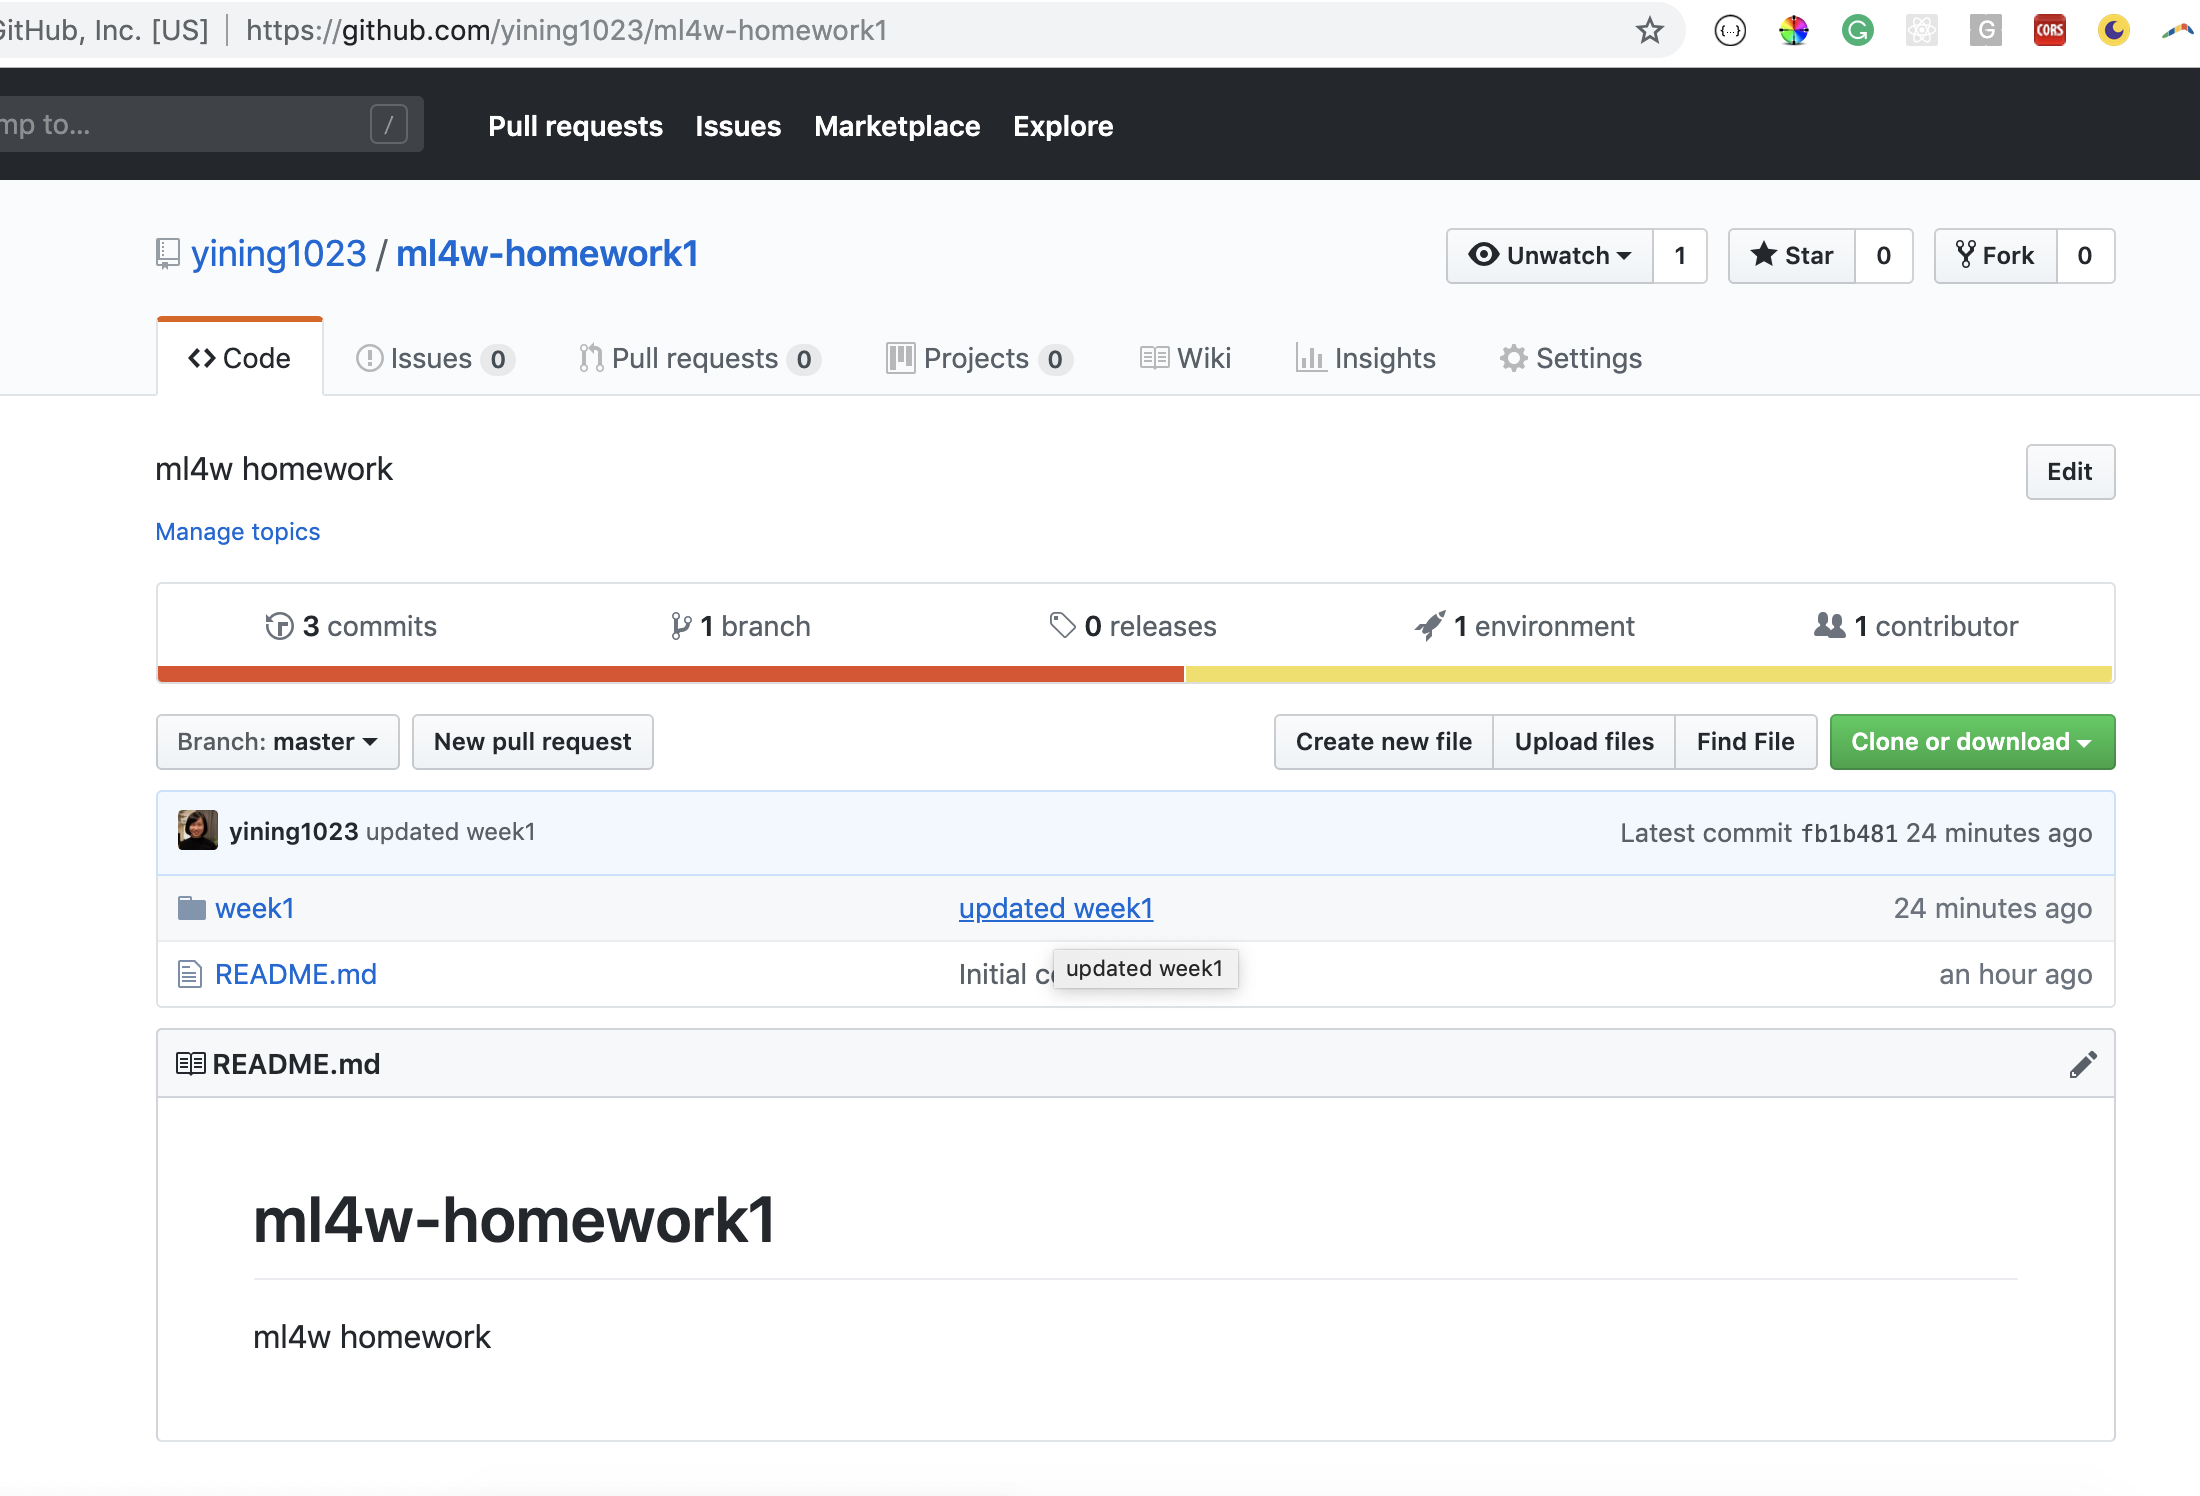 GitHub, Inc. [US] https://github.com/yining1023/ml4w-homework1
{...} G G CORS
to... / Pull requests Issues Marketplace Explore
yining1023 / ml4w-homework1 Unwatch 1 Star 0 Fork 0
Code Issues 0 Pull requests 0 Projects 0 Wiki Insights Settings
ml4w homework Edit
Manage topics
3 commits 1 branch 0 releases 1 environment 1 contributor
Branch: master New pull request Create new file Upload files Find File Clone or download
yining1023 updated week1 Latest commit fb1b481 24 minutes ago
week1 updated week1 24 minutes ago
README.md Initial an hour ago
updated week1
README.md
ml4w-homework1
ml4w homework